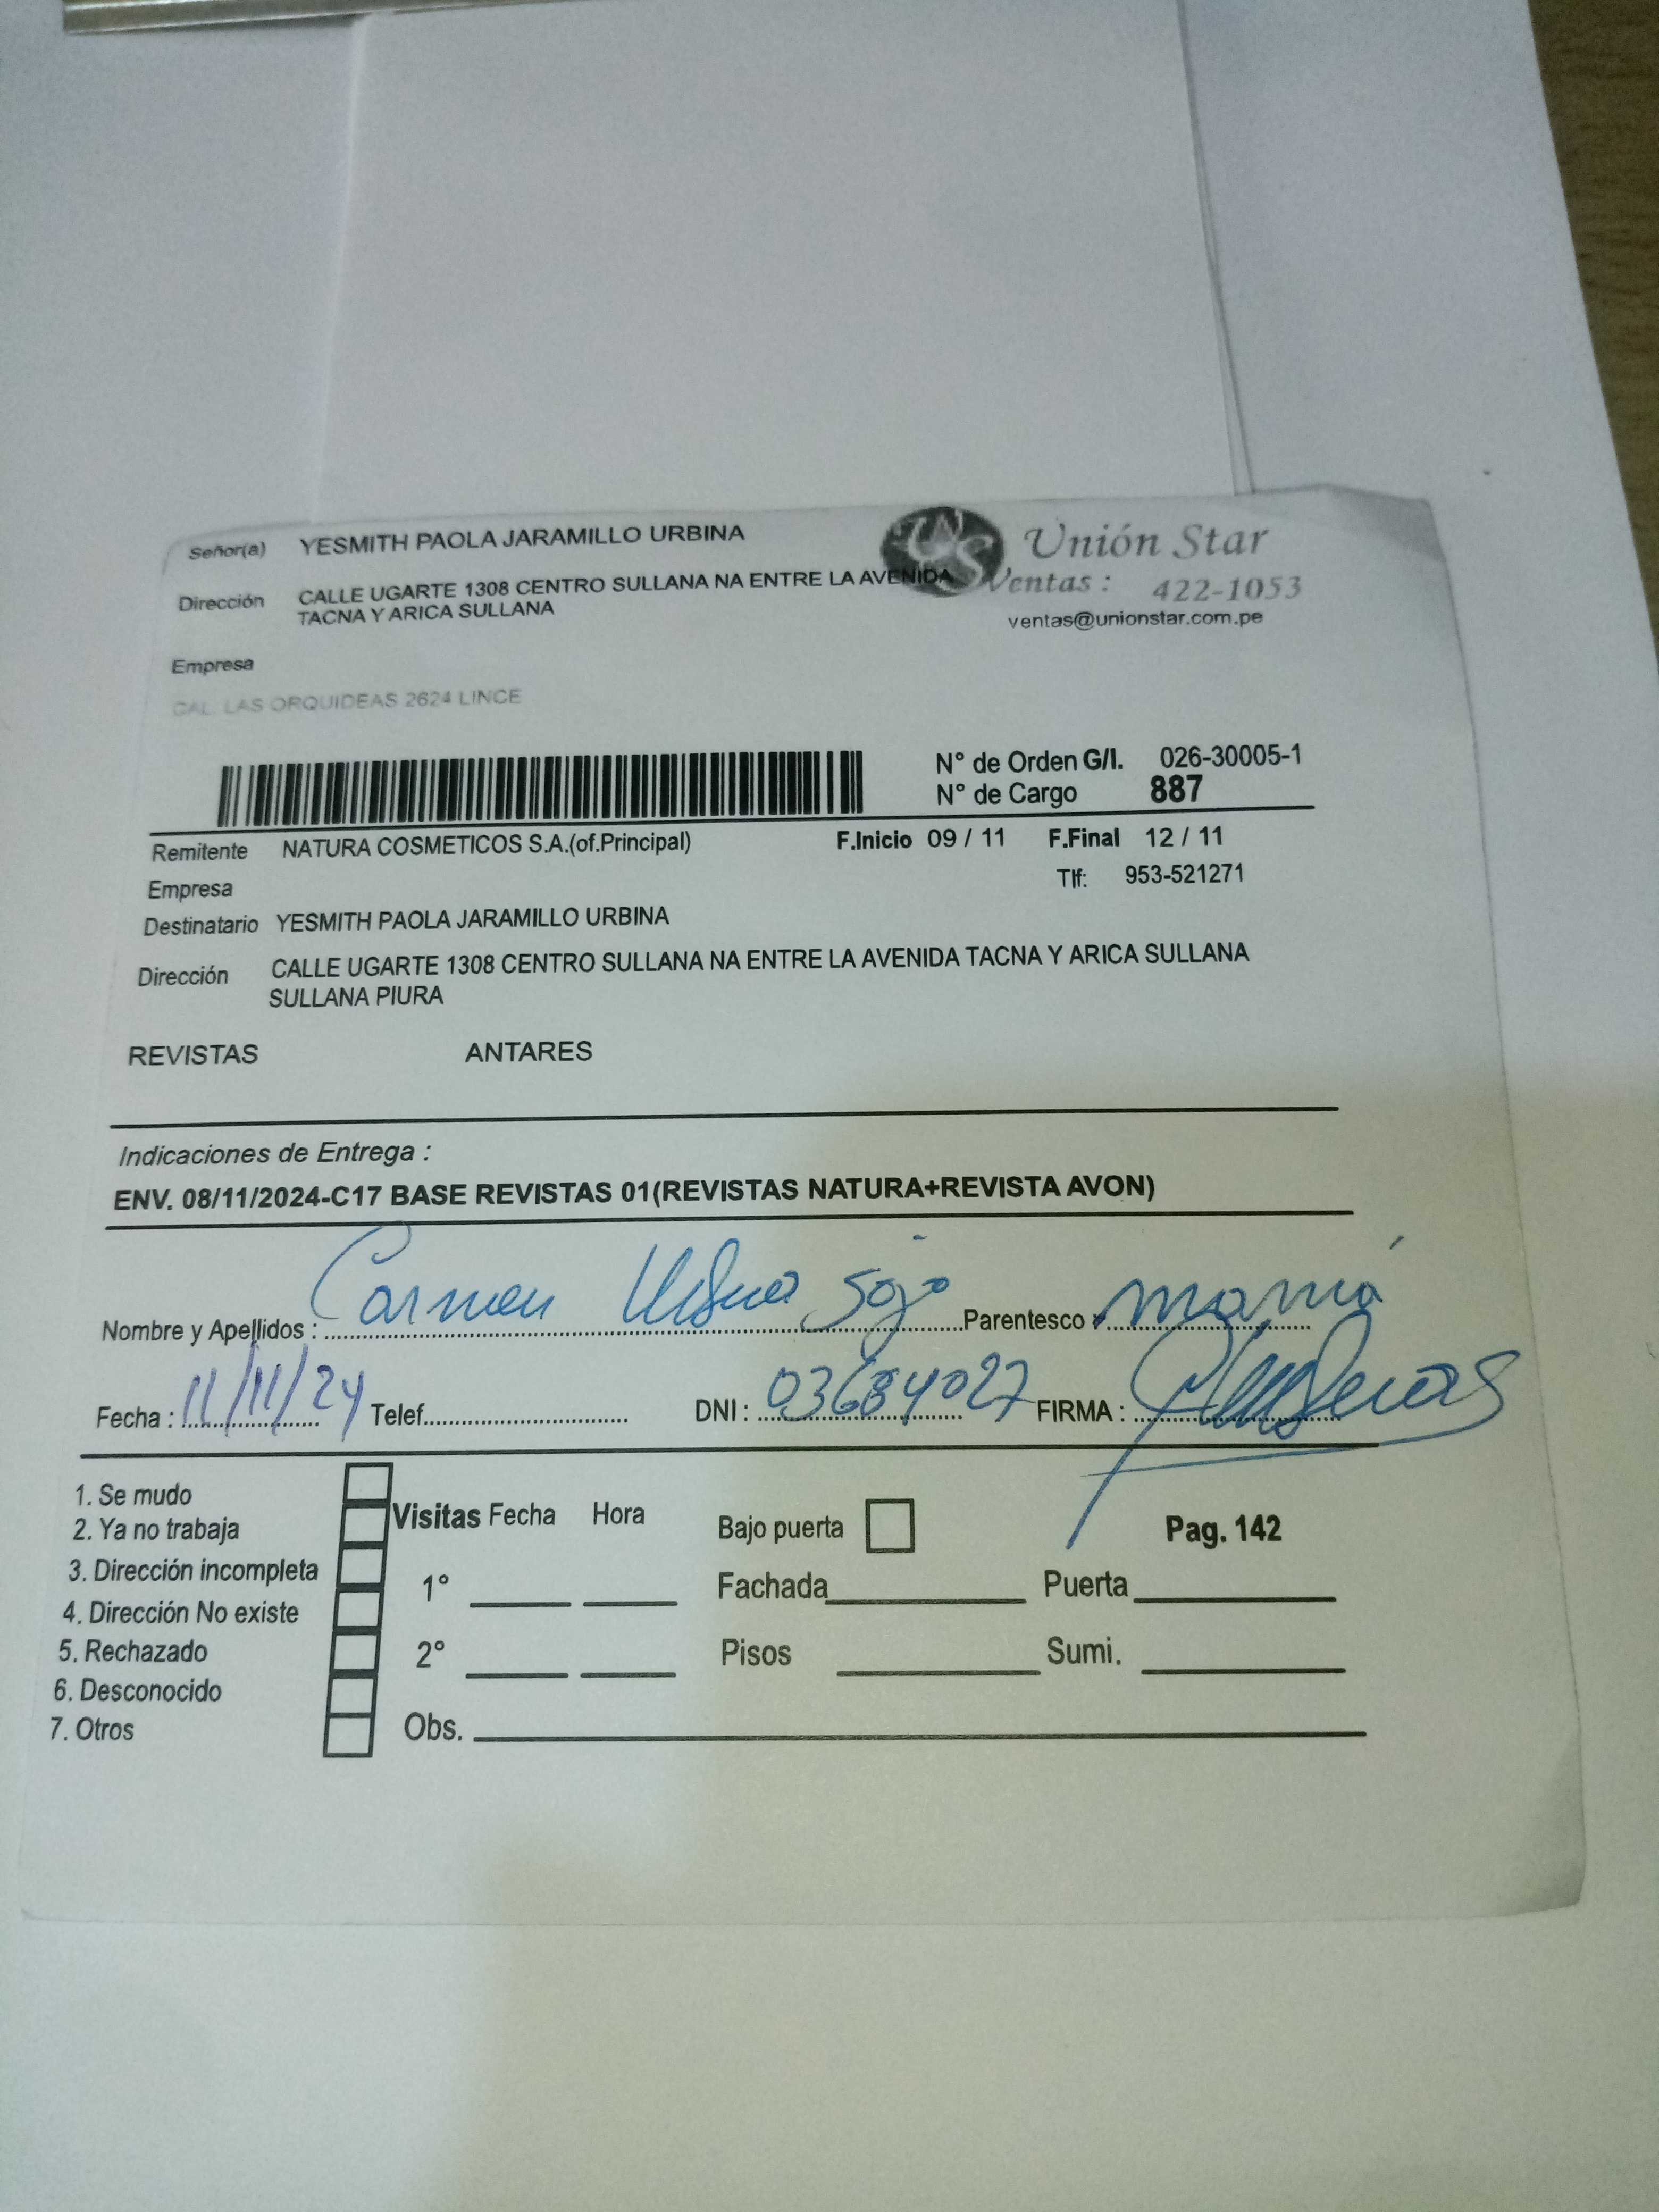 Señor(a) YESMITH PAOLA JARAMILLO URBINA
Unión Star
Dirección CALLE UGARTE 1308 CENTRO SULLANA NA ENTRE LA AVENIDA
TACNA Y ARICA SULLANA
Ventas : 422-1053
ventas@unionstar.com.pe
Empresa
CAL. LAS ORQUIDEAS 2624 LINCE
N° de Orden G/I. 026-30005-1
N° de Cargo 887
Remitente NATURA COSMETICOS S.A.(of.Principal) F.Inicio 09 / 11 F.Final 12 / 11
Empresa Tlf: 953-521271
Destinatario YESMITH PAOLA JARAMILLO URBINA
Dirección CALLE UGARTE 1308 CENTRO SULLANA NA ENTRE LA AVENIDA TACNA Y ARICA SULLANA
SULLANA PIURA
REVISTAS ANTARES
Indicaciones de Entrega :
ENV. 08/11/2024-C17 BASE REVISTAS 01(REVISTAS NATURA+REVISTA AVON)
Nombre y Apellidos : Carmen Urbina Sojo Parentesco : mamá
Fecha : 11/11/24 Telef. DNI : 03684027 FIRMA :
1. Se mudo
2. Ya no trabaja
3. Dirección incompleta
4. Dirección No existe
5. Rechazado
6. Desconocido
7. Otros
Visitas Fecha Hora
1°
2°
Obs.
Bajo puerta Pag. 142
Fachada Puerta
Pisos Sumi.